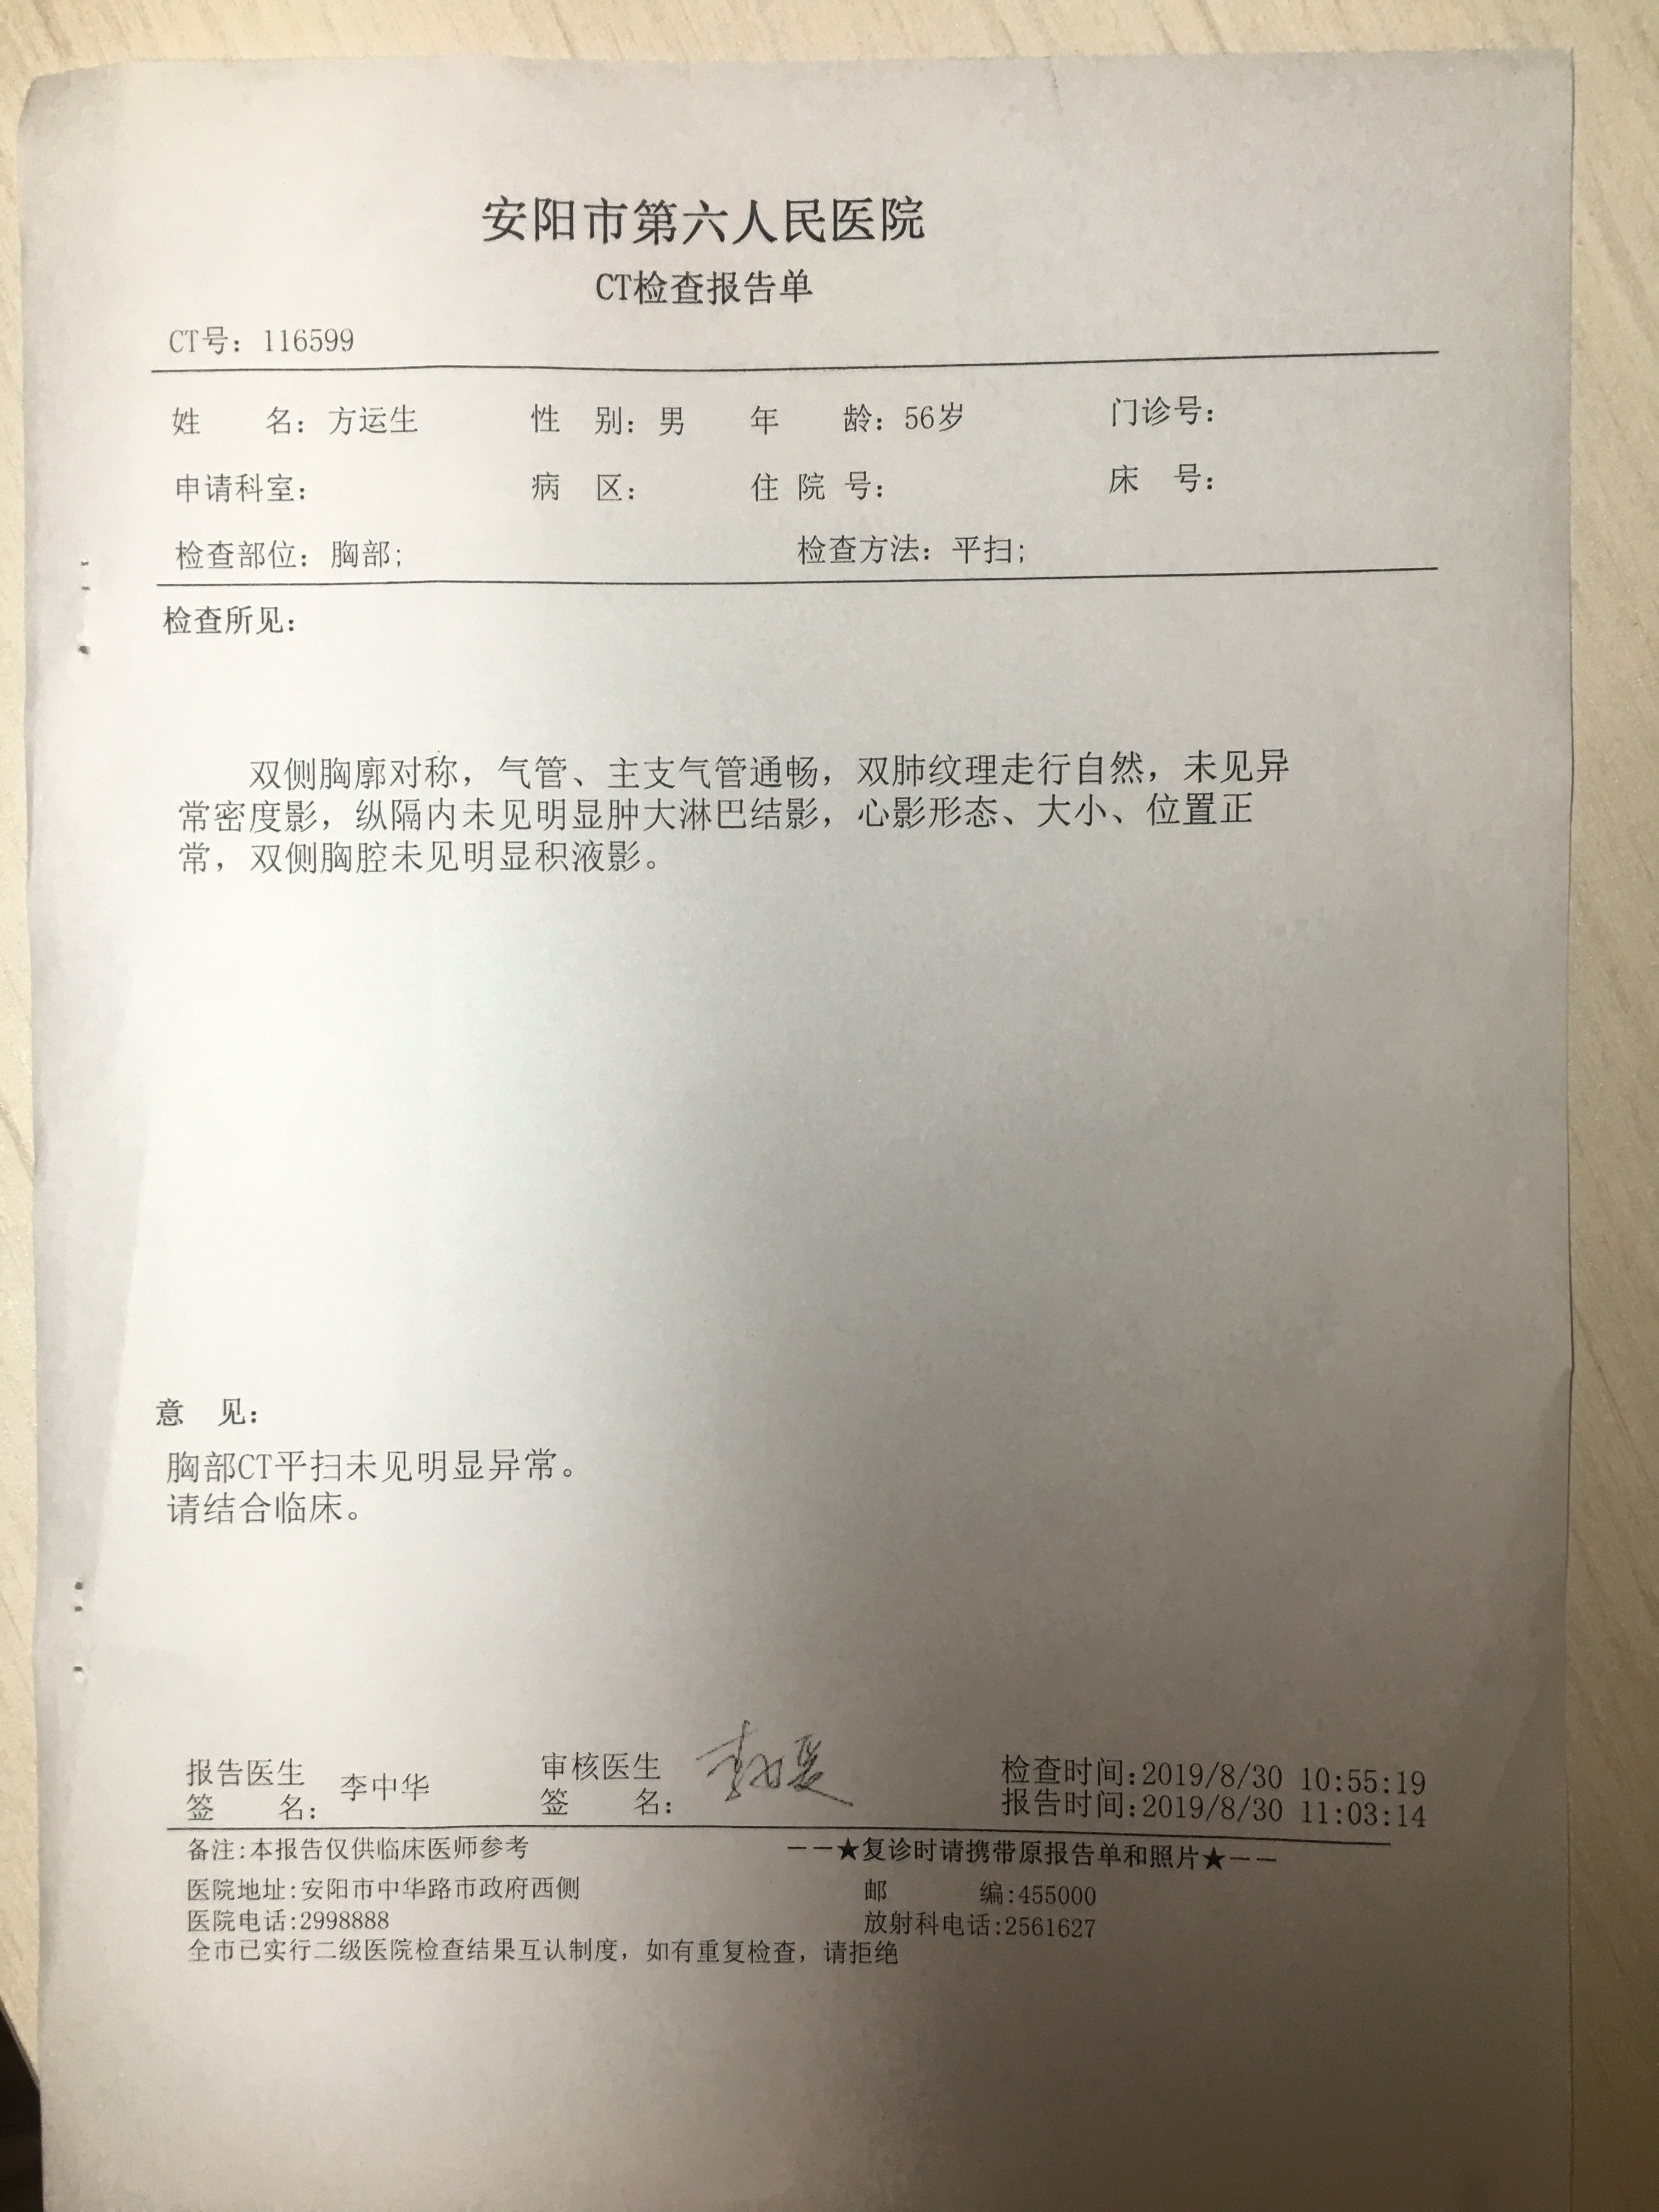 安阳市第六人民医院
CT检查报告单
CT号：116599
姓 名：方运生 性 别：男 年 龄：56岁 门诊号：
申请科室： 病 区： 住 院 号： 床 号：
检查部位：胸部； 检查方法：平扫；
检查所见：
双侧胸廓对称，气管、主支气管通畅，双肺纹理走行自然，未见异
常密度影，纵隔内未见明显肿大淋巴结影，心影形态、大小、位置正
常，双侧胸腔未见明显积液影。
意 见：
胸部CT平扫未见明显异常。
请结合临床。
报告医生 审核医生 检查时间:2019/8/30 10:55:19
签 名： 李中华 签 名： 报告时间:2019/8/30 11:03:14
备注:本报告仅供临床医师参考 ——★复诊时请携带原报告单和照片★——
医院地址:安阳市中华路市政府西侧 邮 编:455000
医院电话:2998888 放射科电话:2561627
全市已实行二级医院检查结果互认制度，如有重复检查，请拒绝